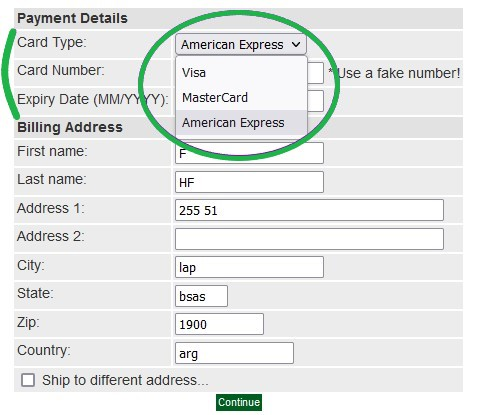 Payment Details
Card Type: American Express
Visa
Card Number: * Use a fake number!
MasterCard
Expiry Date (MM/YYYY):
American Express
Billing Address
First name: F
Last name: HF
Address 1: 255 51
Address 2:
City: lap
State: bsas
Zip: 1900
Country: arg
Ship to different address...
Continue